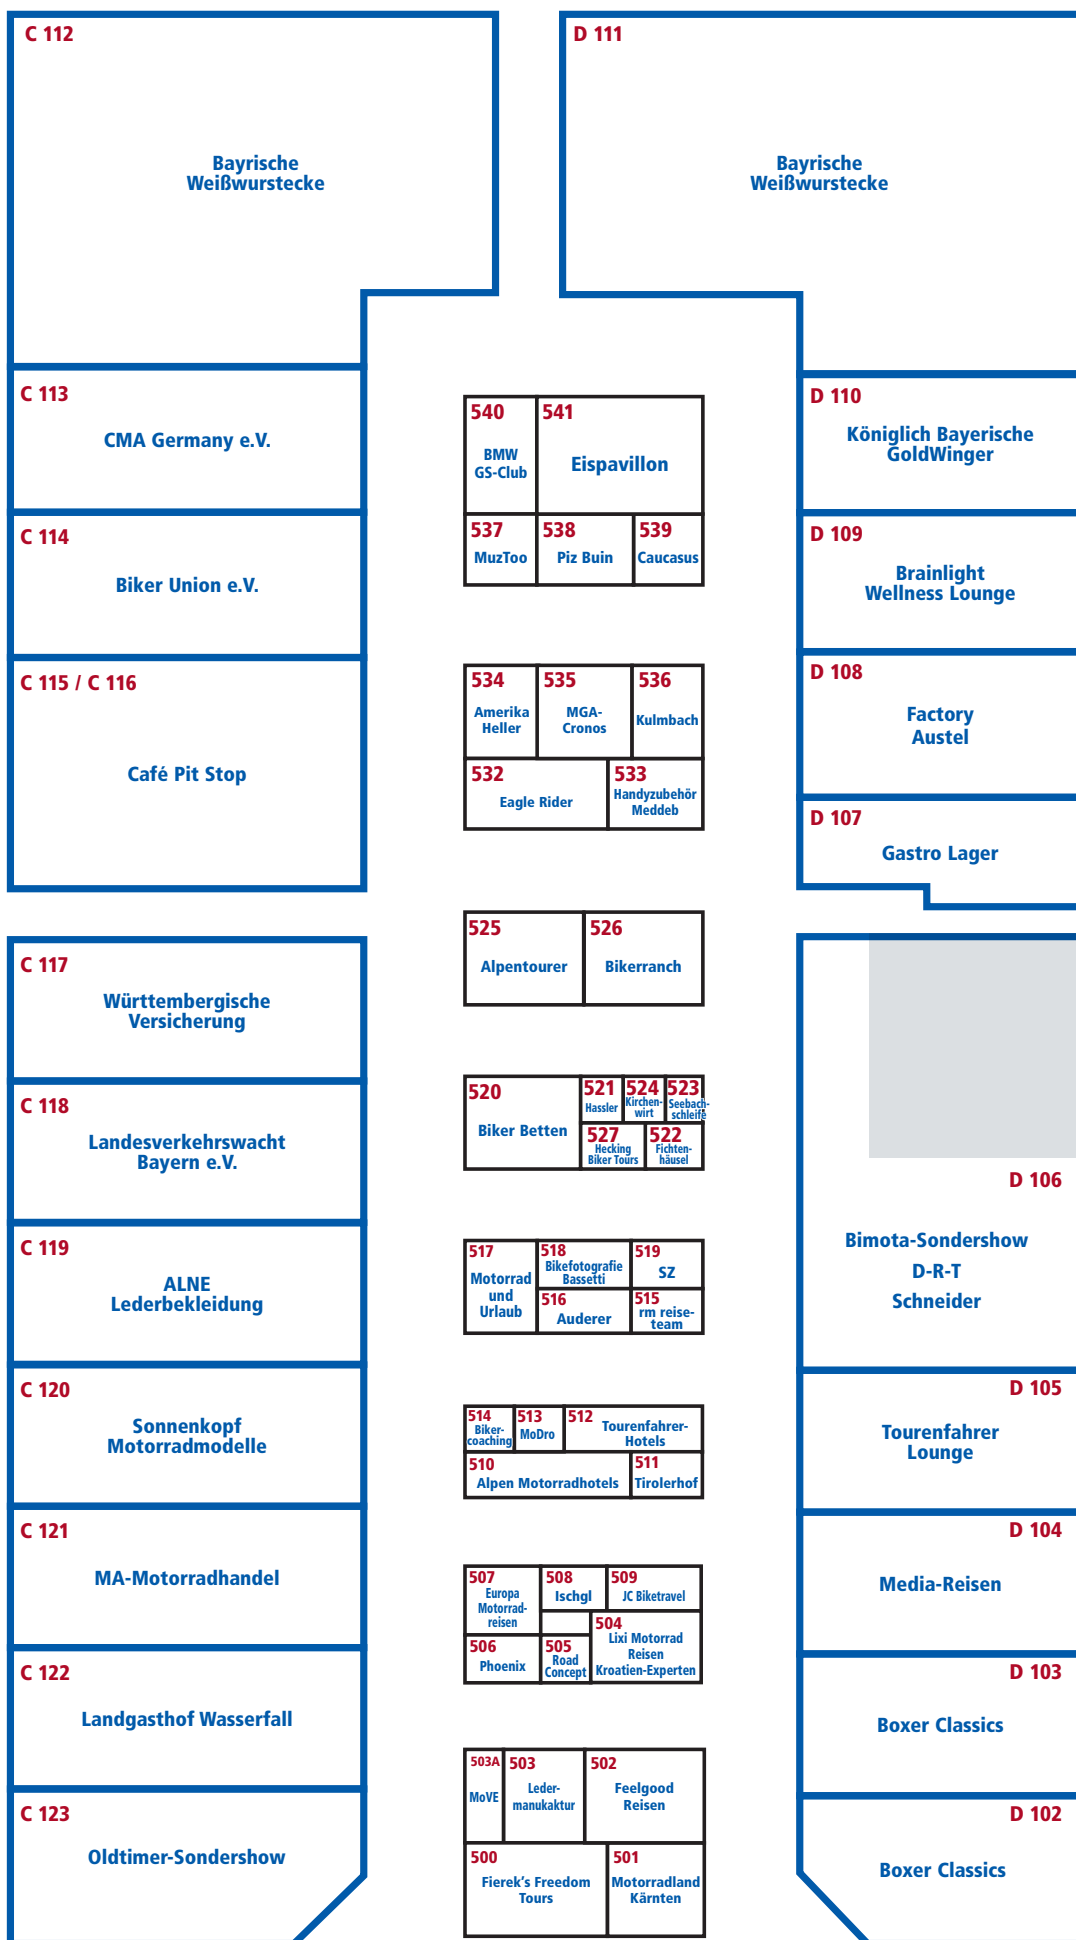 C 112
Bayrische
Weißwurstecke
D 111
Bayrische
Weißwurstecke
C 113
CMA Germany e.V.
C 114
Biker Union e.V.
C 115 / C 116
Café Pit Stop
C 117
Württembergische
Versicherung
C 118
Landesverkehrswacht
Bayern e.V.
C 119
ALNE
Lederbekleidung
C 120
Sonnenkopf
Motorradmodelle
C 121
MA-Motorradhandel
C 122
Landgasthof Wasserfall
C 123
Oldtimer-Sondershow
540
BMW
GS-Club
541
Eispavillon
537
MuzToo
538
Piz Buin
539
Caucasus
534
Amerika
Heller
535
MGA-
Cronos
536
Kulmbach
532
Eagle Rider
533
Handyzubehör
Meddeb
525
Alpentourer
526
Bikerranch
520
Biker Betten
521
Hassler
524
Kirchen-
wirt
523
Seebach-
schleife
527
Hecking
Biker Tours
522
Fichten-
häusel
517
Motorrad
und
Urlaub
518
Bikefotografie
Bassetti
519
SZ
516
Auderer
515
rm reise-
team
514
Biker-
coaching
513
MoDro
512
Tourenfahrer-
Hotels
510
Alpen Motorradhotels
511
Tirolerhof
507
Europa
Motorrad-
reisen
508
Ischgl
509
JC Biketravel
506
Phoenix
505
Road
Concept
504
Lixi Motorrad
Reisen
Kroatien-Experten
503A
MoVE
503
Leder-
manukaktur
502
Feelgood
Reisen
500
Fierek's Freedom
Tours
501
Motorradland
Kärnten
D 110
Königlich Bayerische
GoldWinger
D 109
Brainlight
Wellness Lounge
D 108
Factory
Austel
D 107
Gastro Lager
D 106
Bimota-Sondershow
D-R-T
Schneider
D 105
Tourenfahrer
Lounge
D 104
Media-Reisen
D 103
Boxer Classics
D 102
Boxer Classics